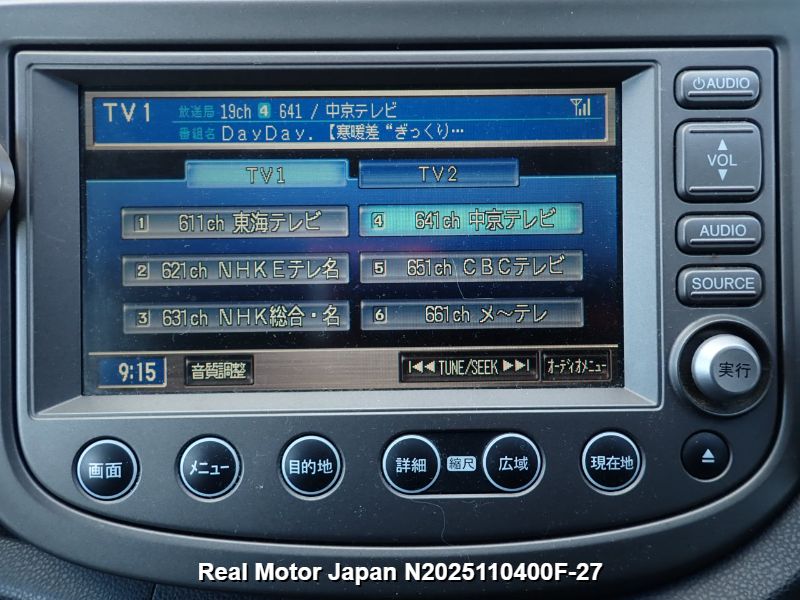 TV1 放送局 19ch 4 641 / 中京テレビ
番組名 DayDay.【寒暖差“ぎっくり…
TV1 TV2
1 611ch 東海テレビ 4 641ch 中京テレビ
2 621ch NHKEテレ名 5 651ch CBCテレビ
3 631ch NHK総合・名 6 661ch メ〜テレ
9:15 音質調整 I◀◀ TUNE/SEEK ▶▶I オーディオメニュー
AUDIO
VOL
AUDIO
SOURCE
実行
画面 メニュー 目的地 詳細 縮尺 広域 現在地
Real Motor Japan N2025110400F-27